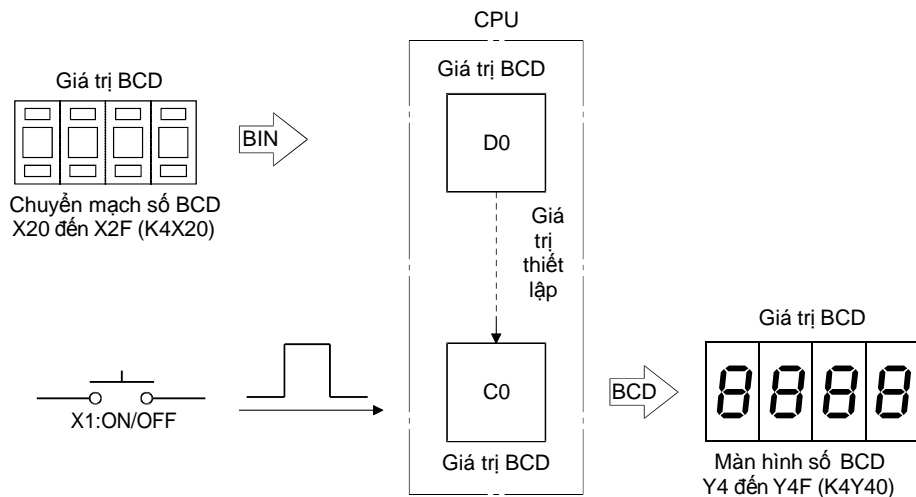 CPU
Giá trị BCD
Giá trị BCD
BIN
D0
Chuyển mạch số BCD
X20 đến X2F (K4X20)
Giá
trị
thiết
lập
Giá trị BCD
X1:ON/OFF
C0
BCD
8888
Giá trị BCD
Màn hình số BCD
Y4 đến Y4F (K4Y40)